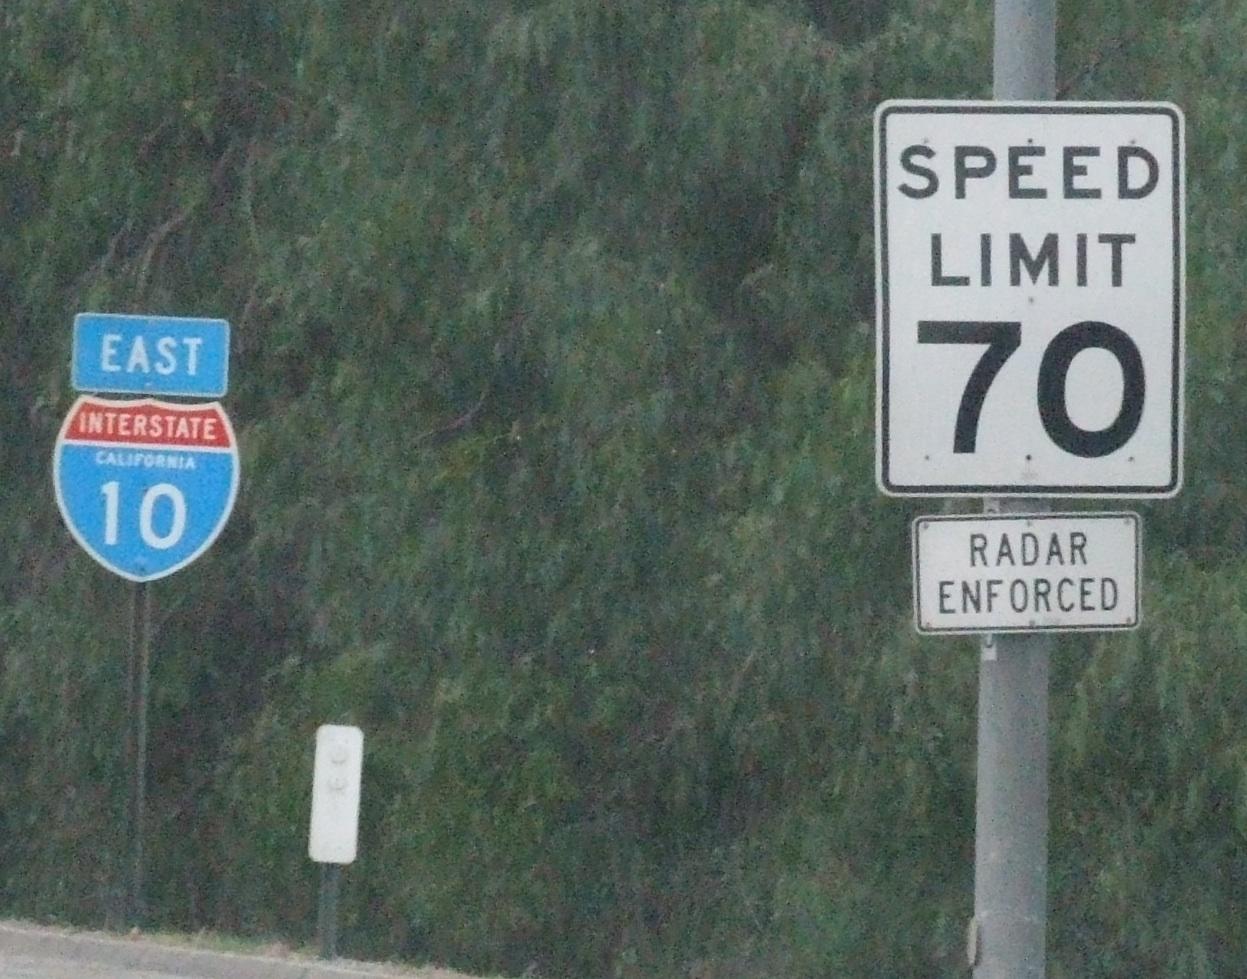 EAST
INTERSTATE
CALIFORNIA
10
SPEED
LIMIT
70
RADAR
ENFORCED